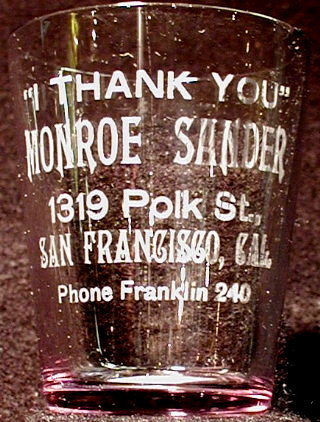 "I THANK YOU"
MONROE SANDER
1319 Polk St.,
SAN FRANCISCO, CAL.
Phone Franklin 240